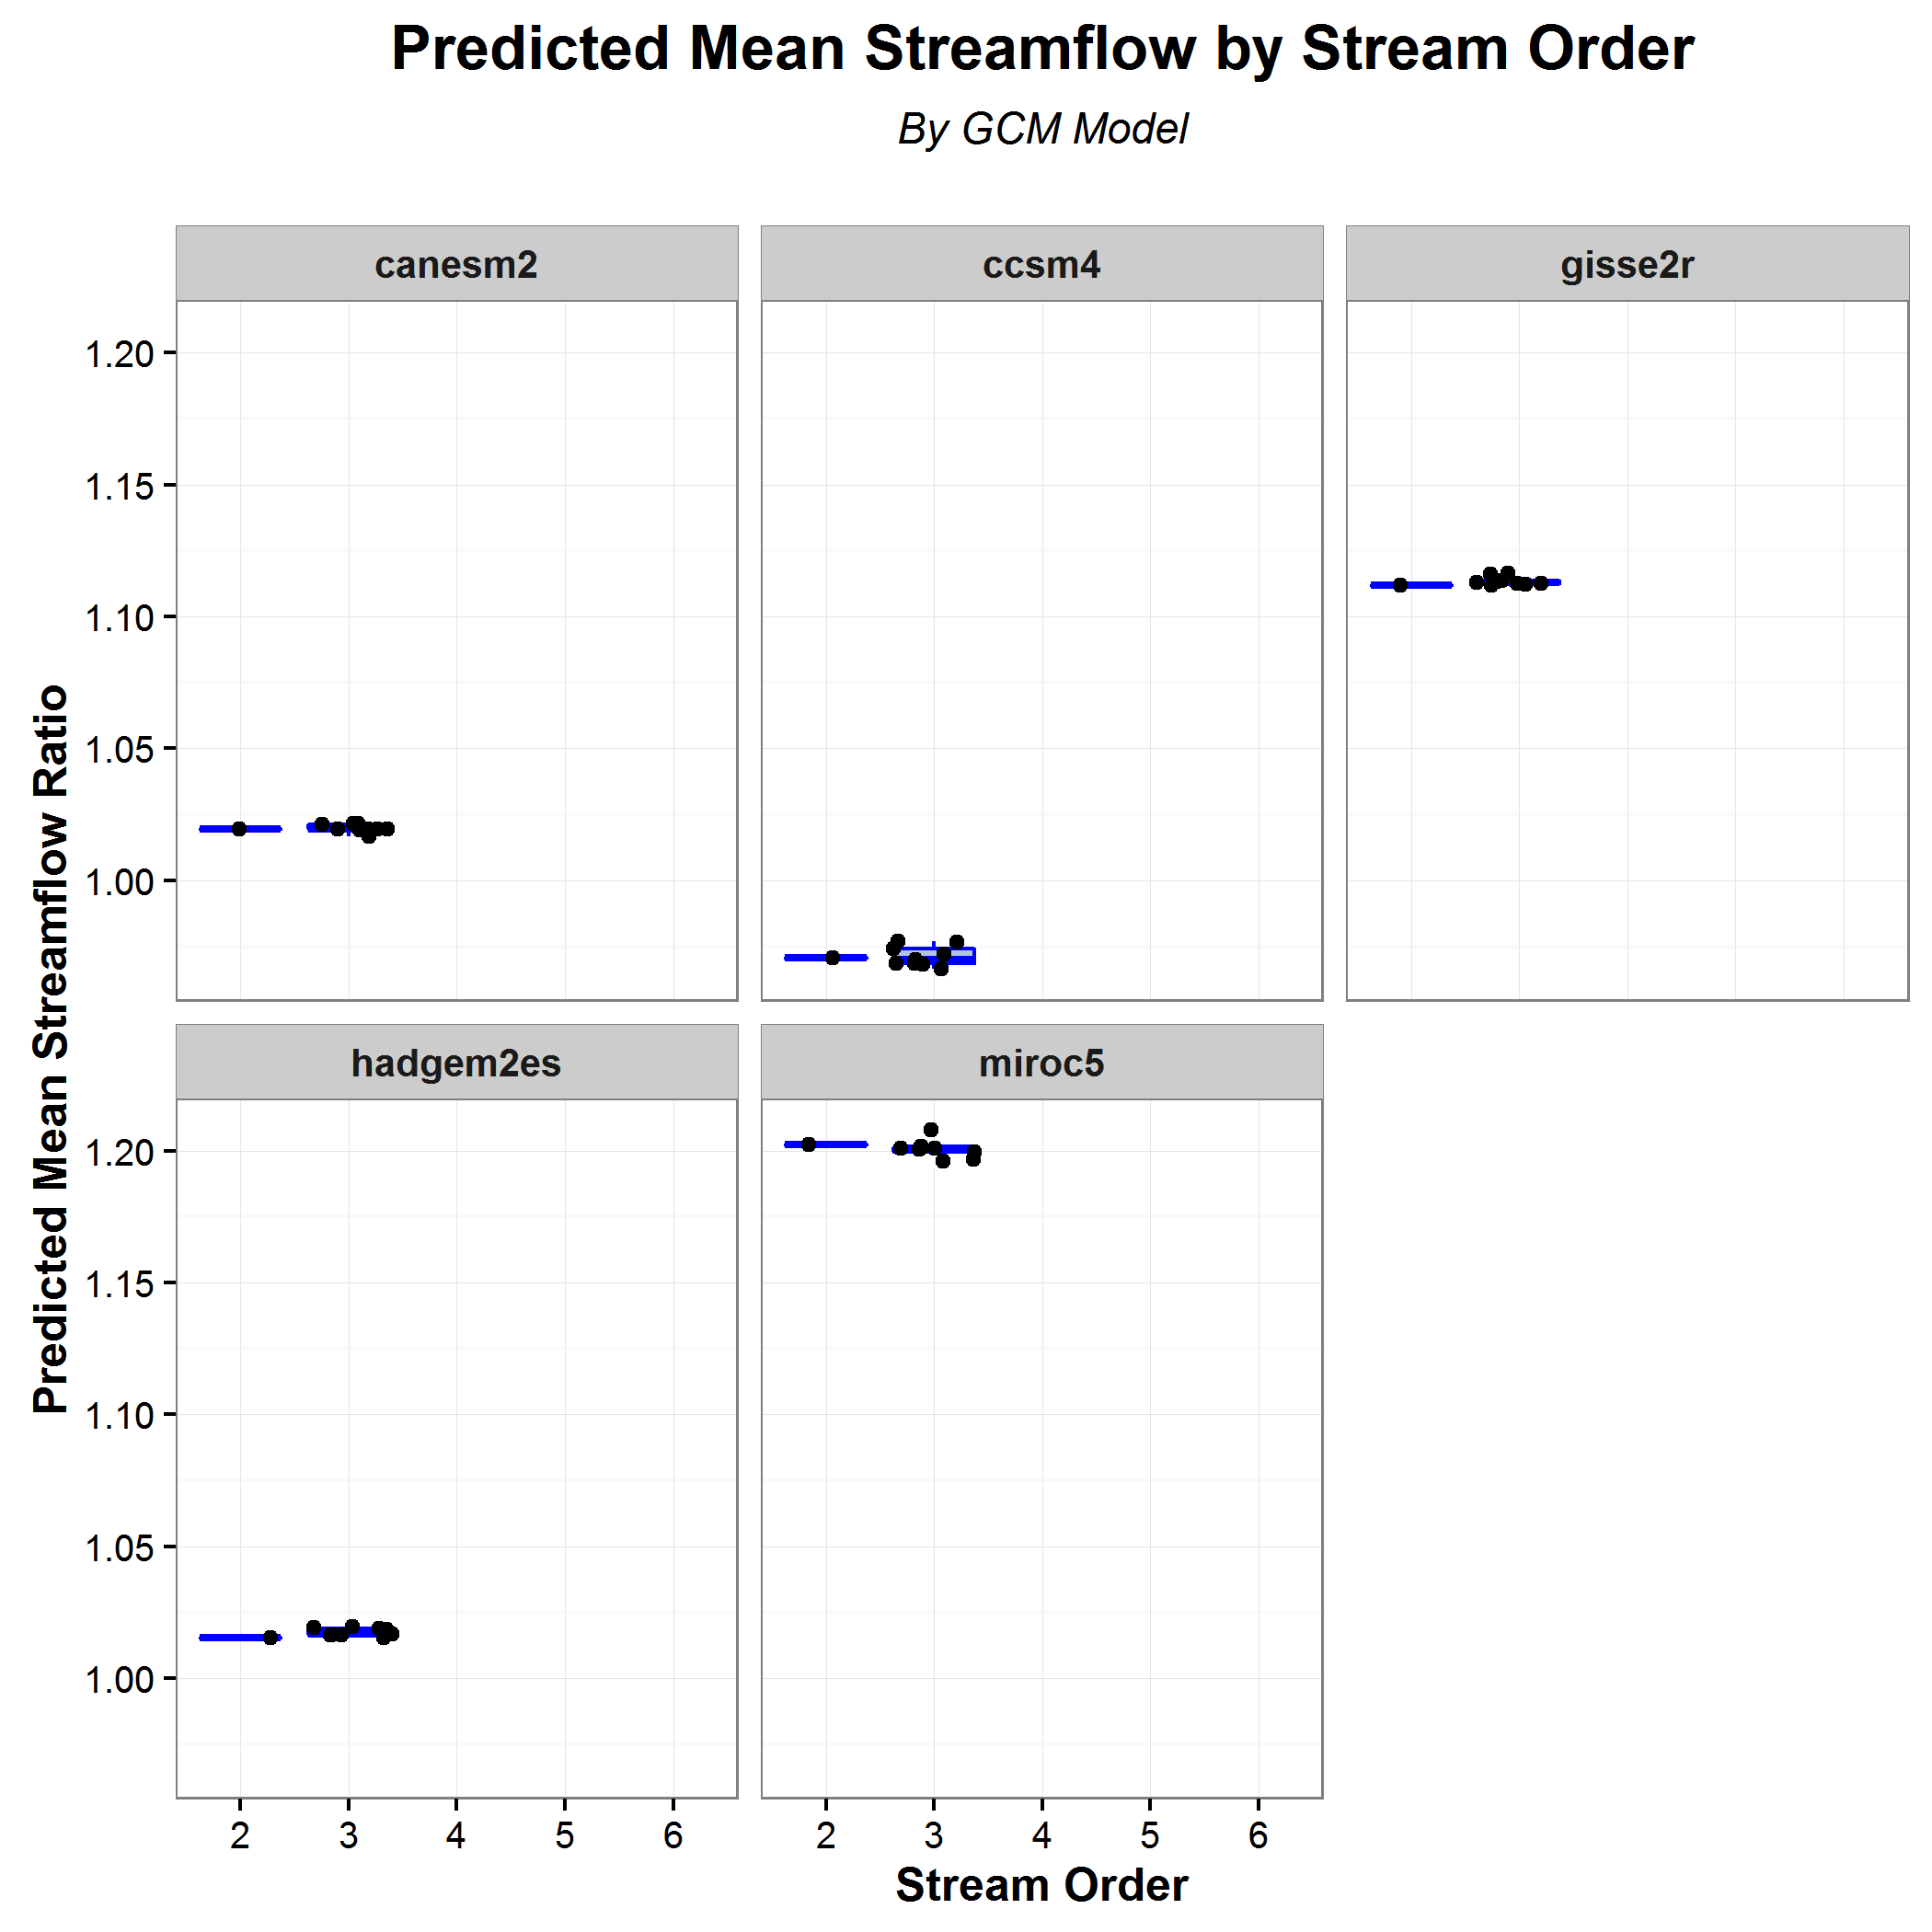 Predicted Mean Streamflow by Stream Order
By GCM Model
canesm2
ccsm4
gisse2r
1.20
1.15
1.10
1.05
1.00
Predicted Mean Streamflow Ratio
hadgem2es
miroc5
1.20
1.15
1.10
1.05
1.00
2 3 4 5 6
2 3 4 5 6
Stream Order